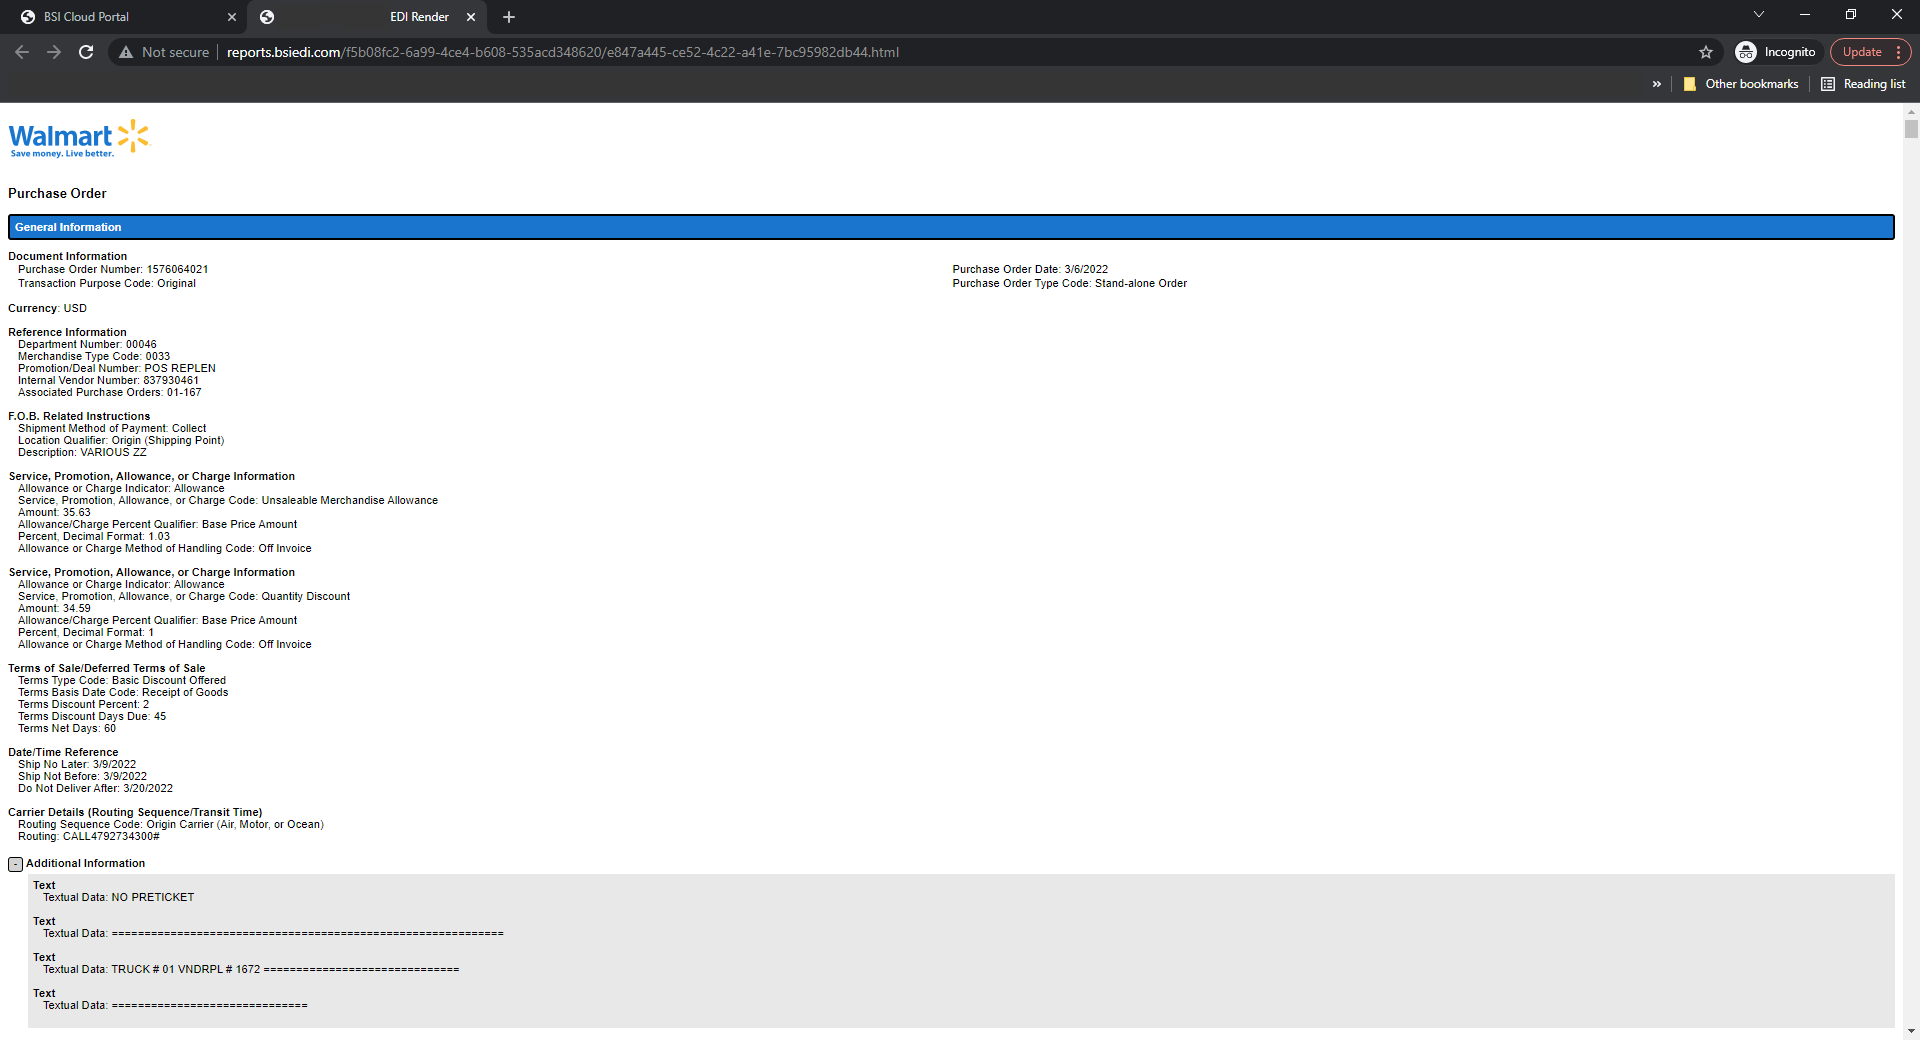 BSI Cloud Portal
EDI Render
Not secure
reports.bsiedi.com/f5b08fc2-6a99-4ce4-b608-535acd348620/e847a445-ce52-4c22-a41e-7bc95982db44.html
Incognito
Update
»
Other bookmarks
Reading list
Walmart
Save money. Live better.
Purchase Order
General Information
Document Information
Purchase Order Number: 1576064021
Purchase Order Date: 3/6/2022
Transaction Purpose Code: Original
Purchase Order Type Code: Stand-alone Order
Currency: USD
Reference Information
Department Number: 00046
Merchandise Type Code: 0033
Promotion/Deal Number: POS REPLEN
Internal Vendor Number: 837930461
Associated Purchase Orders: 01-167
F.O.B. Related Instructions
Shipment Method of Payment: Collect
Location Qualifier: Origin (Shipping Point)
Description: VARIOUS ZZ
Service, Promotion, Allowance, or Charge Information
Allowance or Charge Indicator: Allowance
Service, Promotion, Allowance, or Charge Code: Unsaleable Merchandise Allowance
Amount: 35.63
Allowance/Charge Percent Qualifier: Base Price Amount
Percent, Decimal Format: 1.03
Allowance or Charge Method of Handling Code: Off Invoice
Service, Promotion, Allowance, or Charge Information
Allowance or Charge Indicator: Allowance
Service, Promotion, Allowance, or Charge Code: Quantity Discount
Amount: 34.59
Allowance/Charge Percent Qualifier: Base Price Amount
Percent, Decimal Format: 1
Allowance or Charge Method of Handling Code: Off Invoice
Terms of Sale/Deferred Terms of Sale
Terms Type Code: Basic Discount Offered
Terms Basis Date Code: Receipt of Goods
Terms Discount Percent: 2
Terms Discount Days Due: 45
Terms Net Days: 60
Date/Time Reference
Ship No Later: 3/9/2022
Ship Not Before: 3/9/2022
Do Not Deliver After: 3/20/2022
Carrier Details (Routing Sequence/Transit Time)
Routing Sequence Code: Origin Carrier (Air, Motor, or Ocean)
Routing: CALL4792734300#
- Additional Information
Text
Textual Data: NO PRETICKET
Text
Textual Data: ============================================================
Text
Textual Data: TRUCK # 01 VNDRPL # 1672 ==============================
Text
Textual Data: ==============================